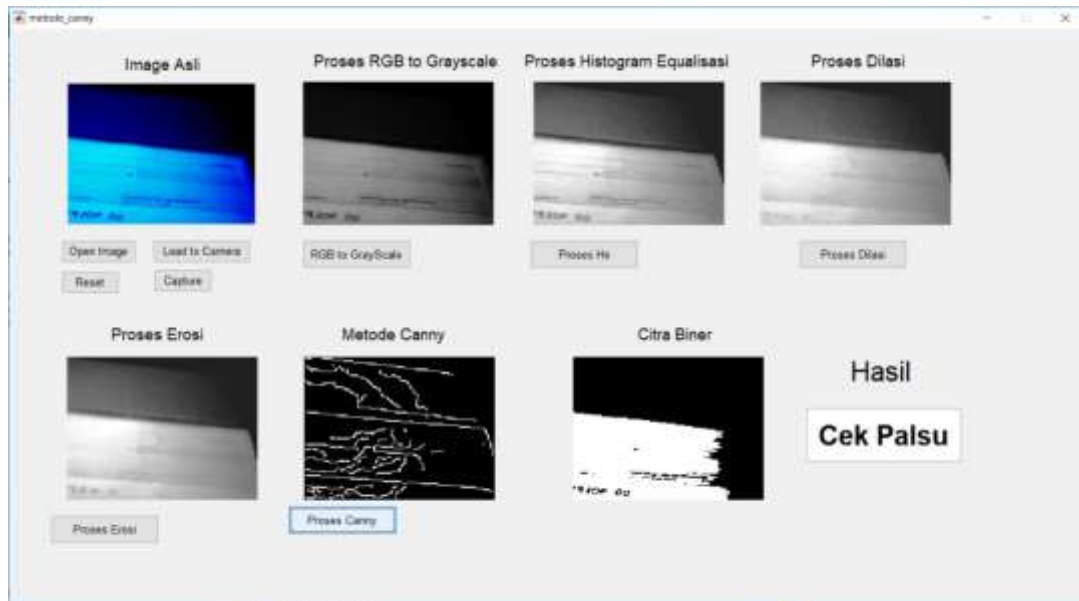 metode_canny
Image Asli
Proses RGB to Grayscale
Proses Histogram Equalisasi
Proses Dilasi
Open Image
Load to Camera
RGB to GrayScale
Proses He
Proses Dilasi
Reset
Capture
Proses Erosi
Metode Canny
Citra Biner
Hasil
Cek Palsu
Proses Erosi
Proses Canny